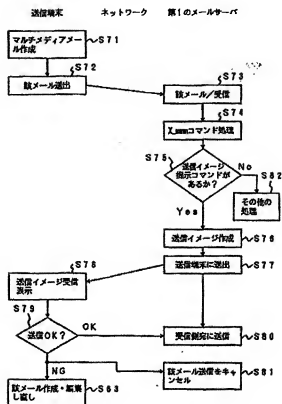 送信端末 ネットワーク 第1のメールサーバ
マルチメディアメール作成
S71
S72
該メール送出
S73
該メール/受信
S74
X_mmコマンド処理
S75
送信イメージ指示コマンドがあるか?
No
S82
その他の処理
Yes
送信イメージ作成
S76
送信端末に送出
S77
S78
送信イメージ受信表示
S79
送信OK?
OK
受信側宛に送信
S80
NG
該メール送信をキャンセル
S81
該メール作成・編集し直し
S83